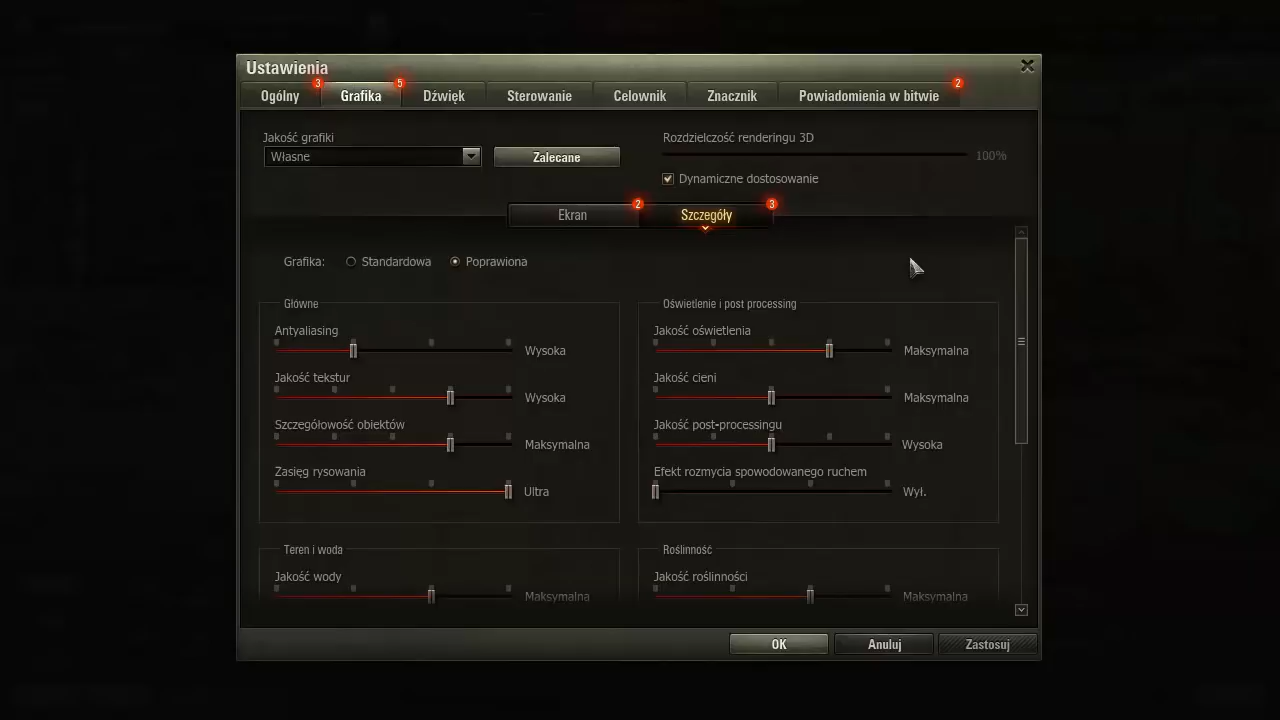 Ustawienia
Ogólny 3 Grafika 5 Dźwięk Sterowanie Celownik Znacznik Powiadomienia w bitwie 2
Jakość grafiki
Własne
Zalecane
Rozdzielczość renderingu 3D
100%
Dynamiczne dostosowanie
Ekran 2 Szczegóły 3
Grafika: Standardowa Poprawiona
Główne
Antyaliasing
Wysoka
Jakość tekstur
Wysoka
Szczegółowość obiektów
Maksymalna
Zasięg rysowania
Ultra
Oświetlenie i post processing
Jakość oświetlenia
Maksymalna
Jakość cieni
Maksymalna
Jakość post-processingu
Wysoka
Efekt rozmycia spowodowanego ruchem
Wył.
Teren i woda
Jakość wody
Maksymalna
Roślinność
Jakość roślinności
Maksymalna
OK Anuluj Zastosuj